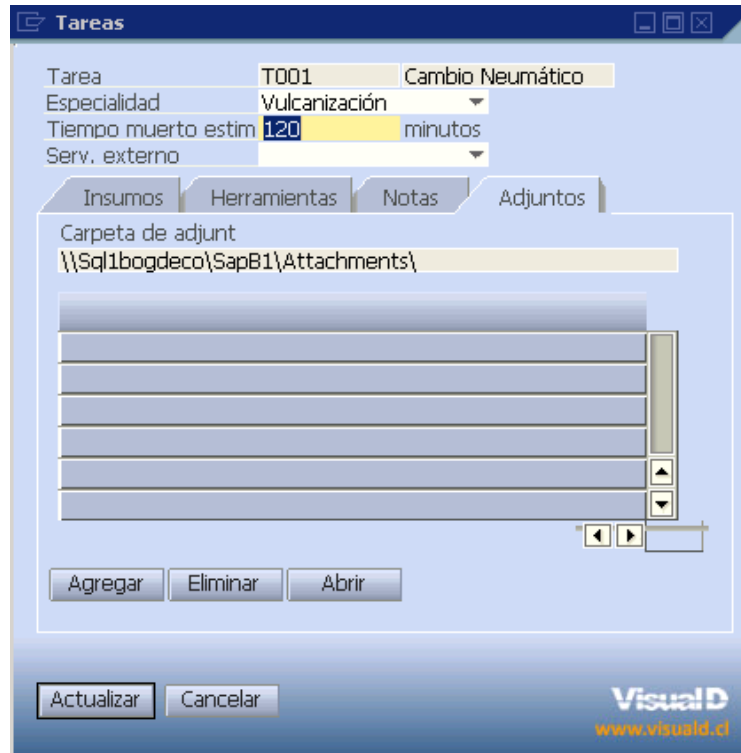 Tareas
Tarea T001 Cambio Neumático
Especialidad Vulcanización
Tiempo muerto estim 120 minutos
Serv. externo
Insumos Herramientas Notas Adjuntos
Carpeta de adjunt
\\Sql1bogdeco\SapB1\Attachments\
Agregar Eliminar Abrir
Actualizar Cancelar
VisualD
www.visuald.cl